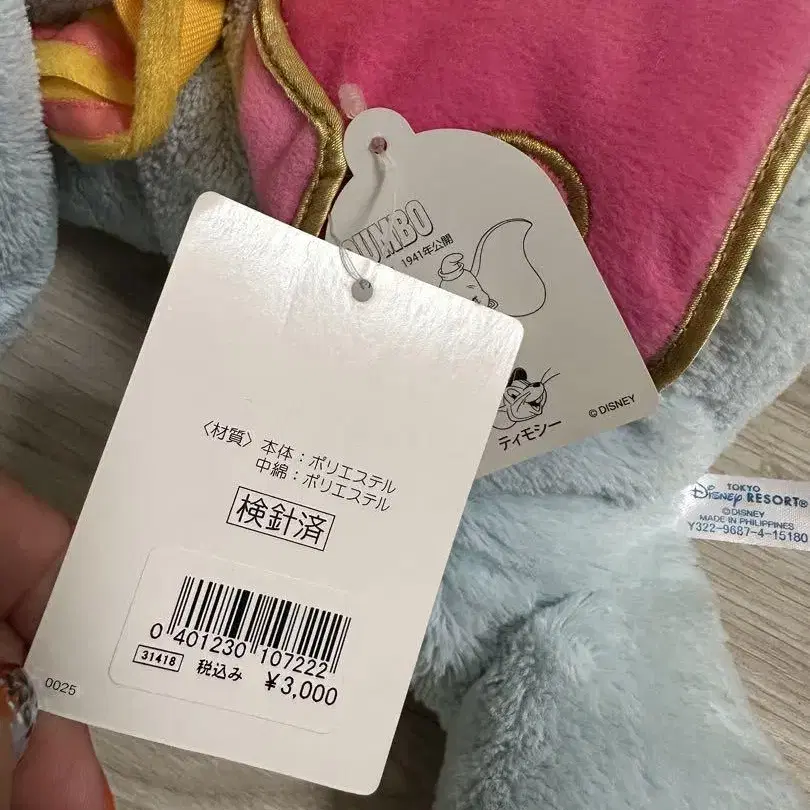 DUMBO
1941年公開
ティモシー
©DISNEY
〈材質〉本体：ポリエステル
中綿：ポリエステル
検針済
0 401230 107222
31418 税込み ¥3,000
0025
TOKYO
Disney RESORT®
©DISNEY
MADE IN PHILIPPINES
Y322-9687-4-15180